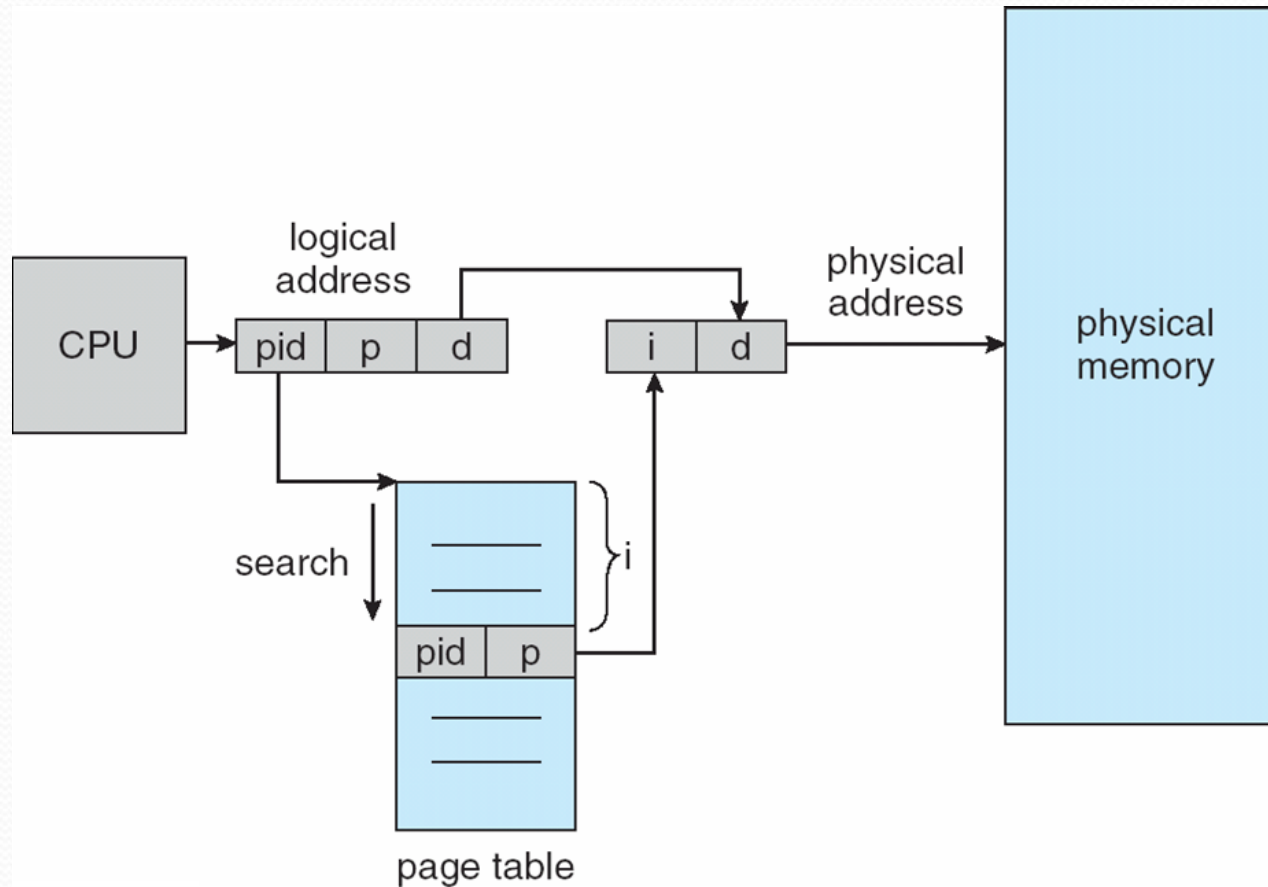 logical
address
physical
address
CPU
pid p d
i d
physical
memory
search
i
pid p
page table